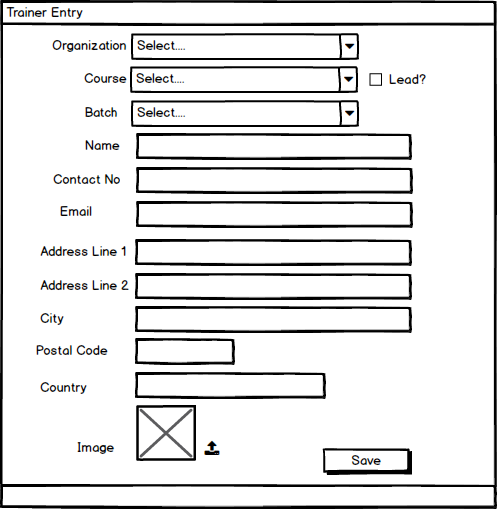 Trainer Entry
Organization Select....
Course Select.... Lead?
Batch Select....
Name
Contact No
Email
Address Line 1
Address Line 2
City
Postal Code
Country
Image
Save